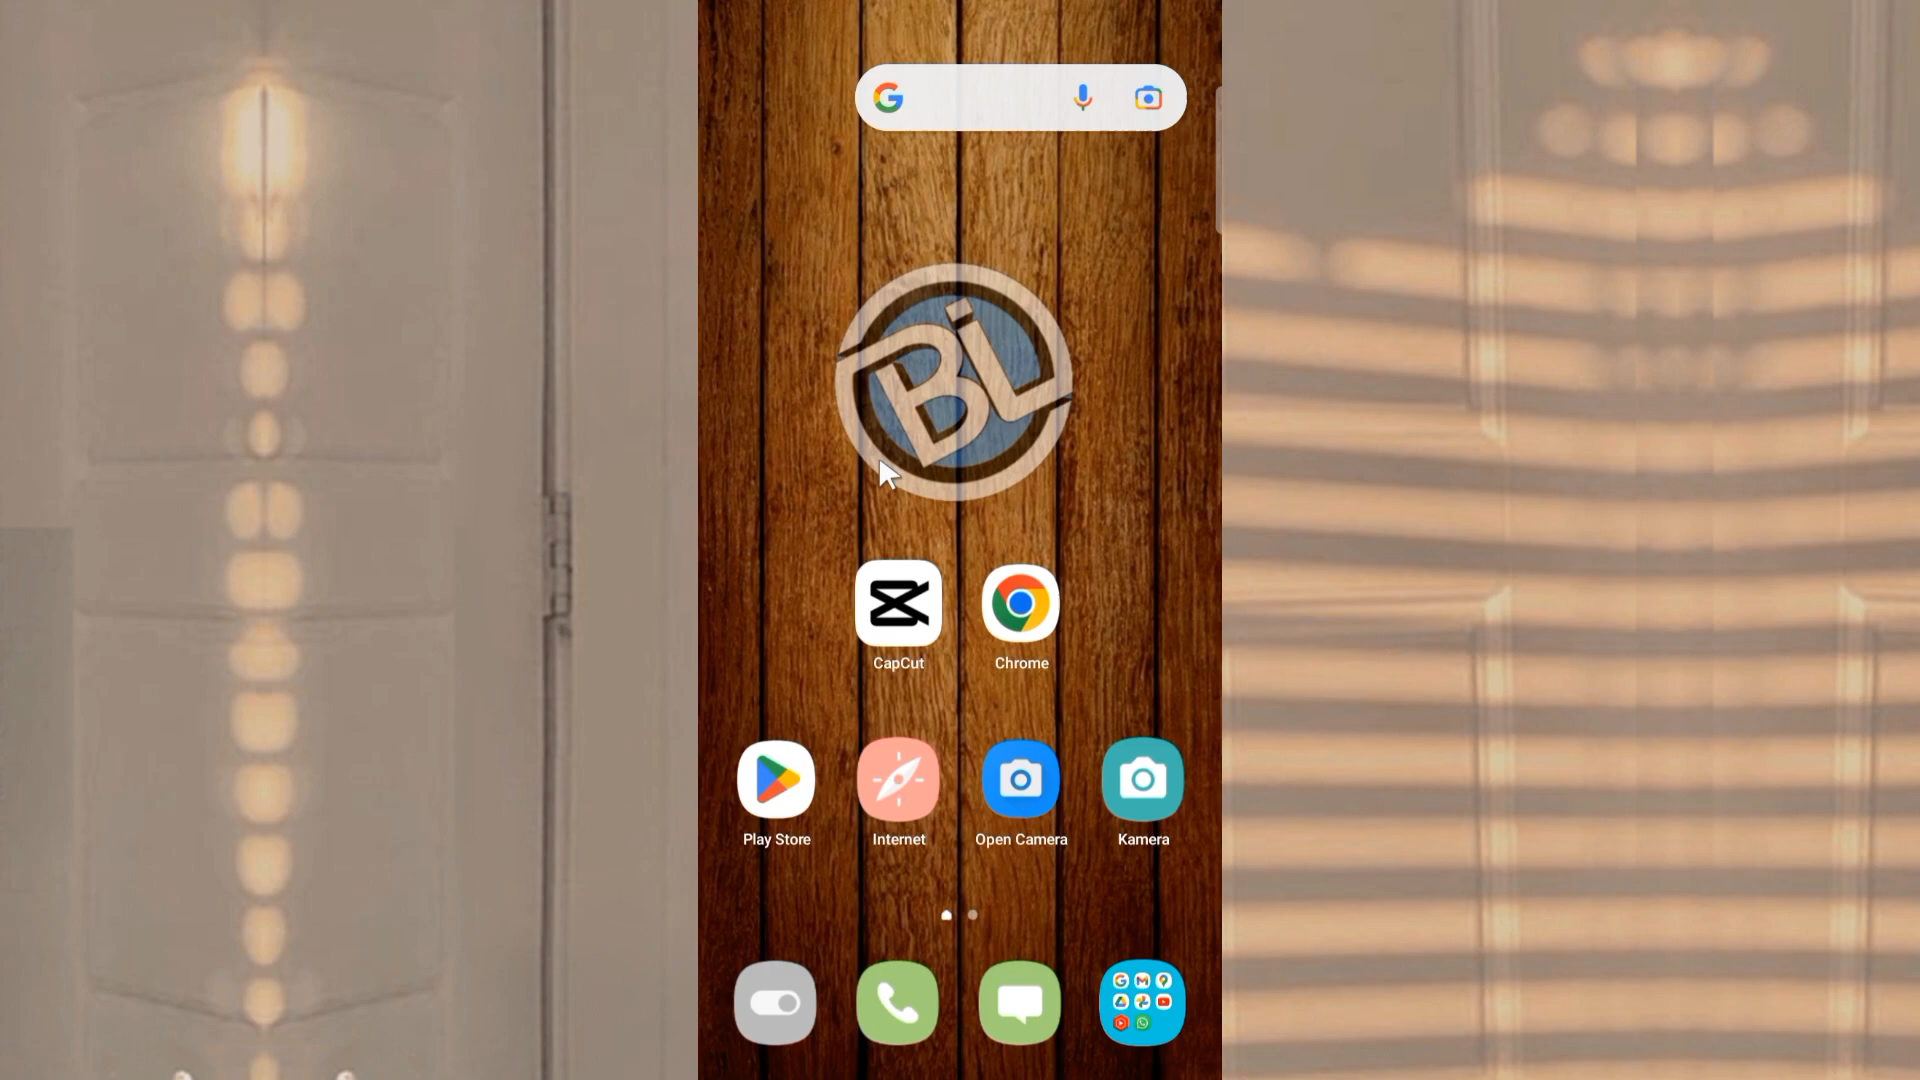 BL
CapCut
Chrome
Play Store
Internet
Open Camera
Kamera